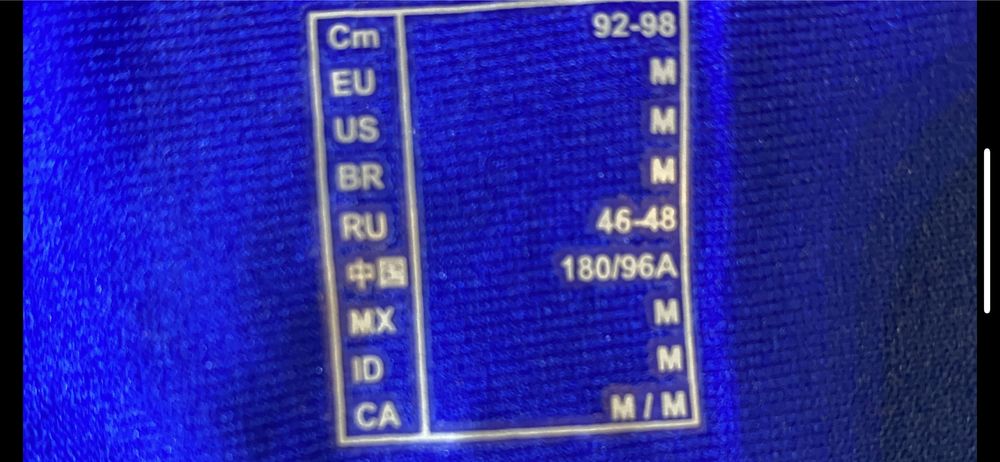 Cm 92-98
EU M
US M
BR M
RU 46-48
中国 180/96A
MX M
ID M
CA M / M